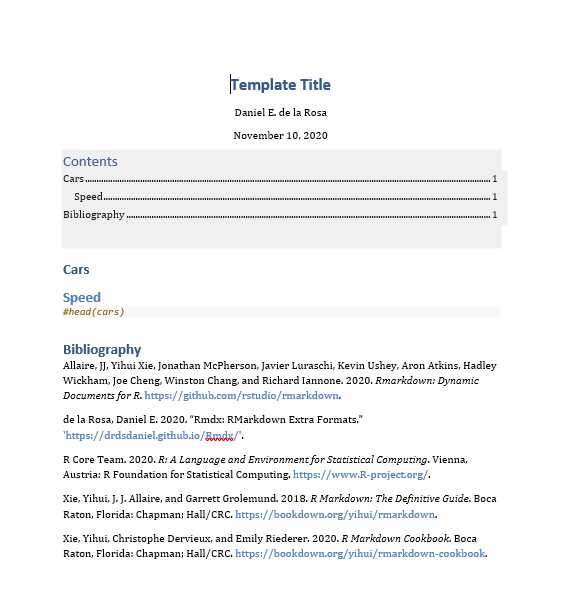 Template Title
Daniel E. de la Rosa
November 10, 2020
Contents
Cars 1
Speed 1
Bibliography 1
Cars
Speed
#head(cars)
Bibliography
Allaire, JJ, Yihui Xie, Jonathan McPherson, Javier Luraschi, Kevin Ushey, Aron Atkins, Hadley
Wickham, Joe Cheng, Winston Chang, and Richard Iannone. 2020. Rmarkdown: Dynamic
Documents for R. https://github.com/rstudio/rmarkdown.
de la Rosa, Daniel E. 2020. “Rmdx: RMarkdown Extra Formats.”
'https://drdsdaniel.github.io/Rmdx/'.
R Core Team. 2020. R: A Language and Environment for Statistical Computing. Vienna,
Austria: R Foundation for Statistical Computing. https://www.R-project.org/.
Xie, Yihui, J. J. Allaire, and Garrett Grolemund. 2018. R Markdown: The Definitive Guide. Boca
Raton, Florida: Chapman; Hall/CRC. https://bookdown.org/yihui/rmarkdown.
Xie, Yihui, Christophe Dervieux, and Emily Riederer. 2020. R Markdown Cookbook. Boca
Raton, Florida: Chapman; Hall/CRC. https://bookdown.org/yihui/rmarkdown-cookbook.